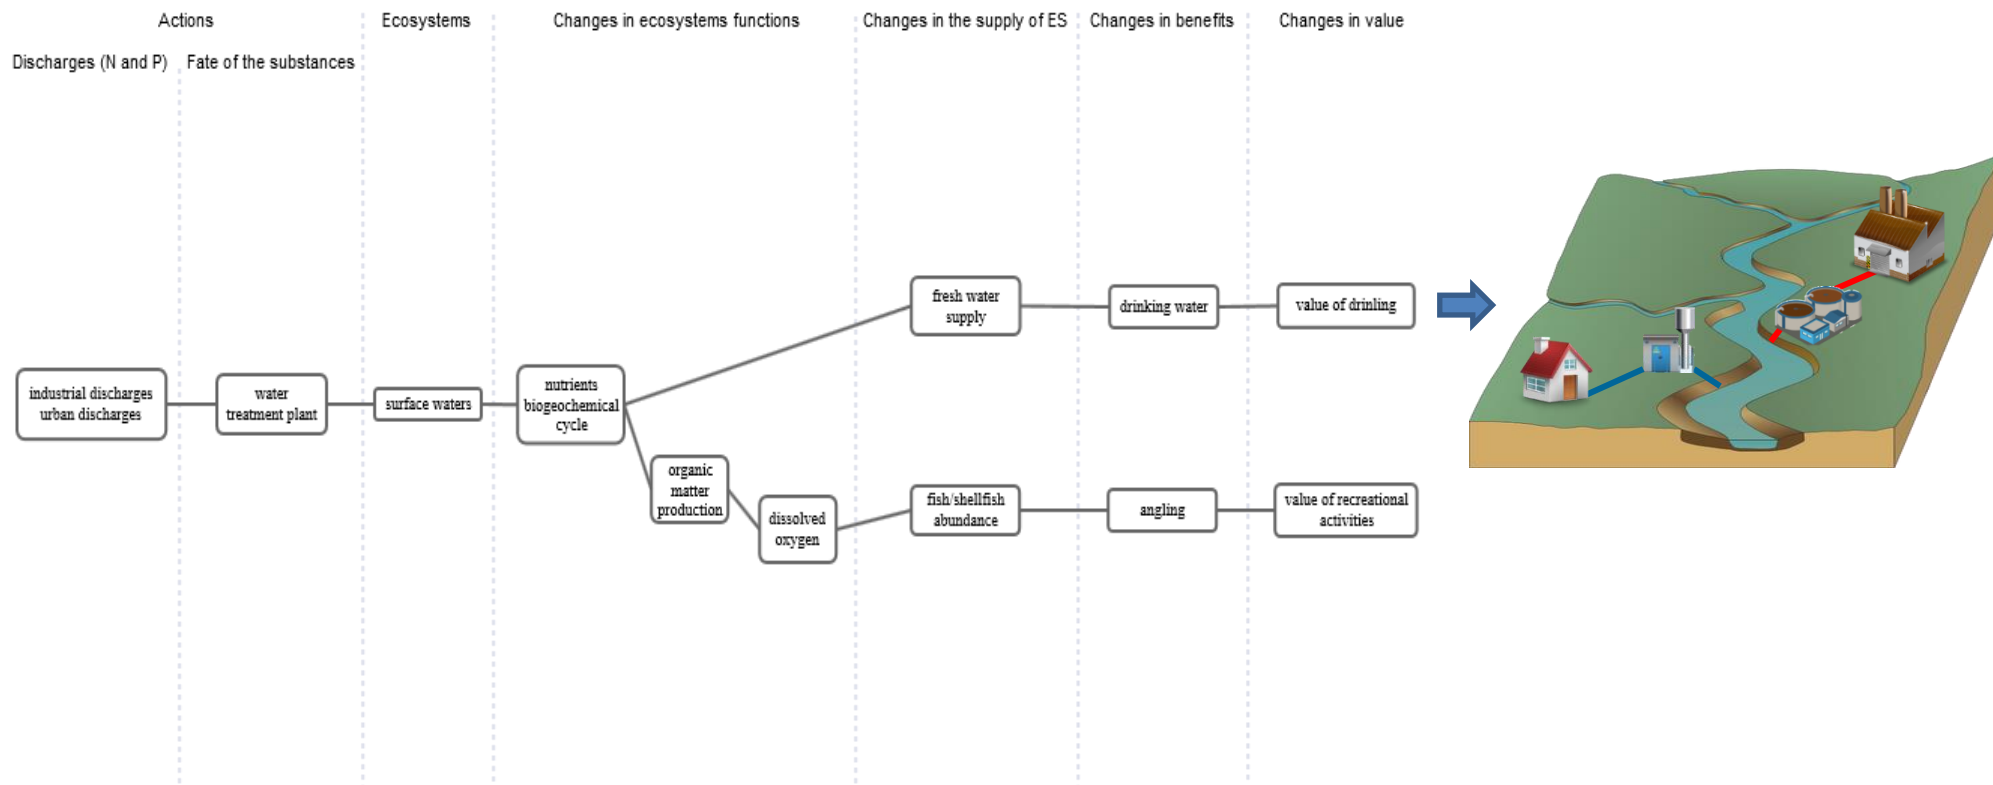 Actions
Ecosystems
Changes in ecosystems functions
Changes in the supply of ES
Changes in benefits
Changes in value
Discharges (N and P)
Fate of the substances
industrial discharges
urban discharges
water
treatment plant
surface waters
nutrients
biogeochemical
cycle
organic
matter
production
dissolved
oxygen
fresh water
supply
drinking water
value of drinling
fish/shellfish
abundance
angling
value of recreational
activities